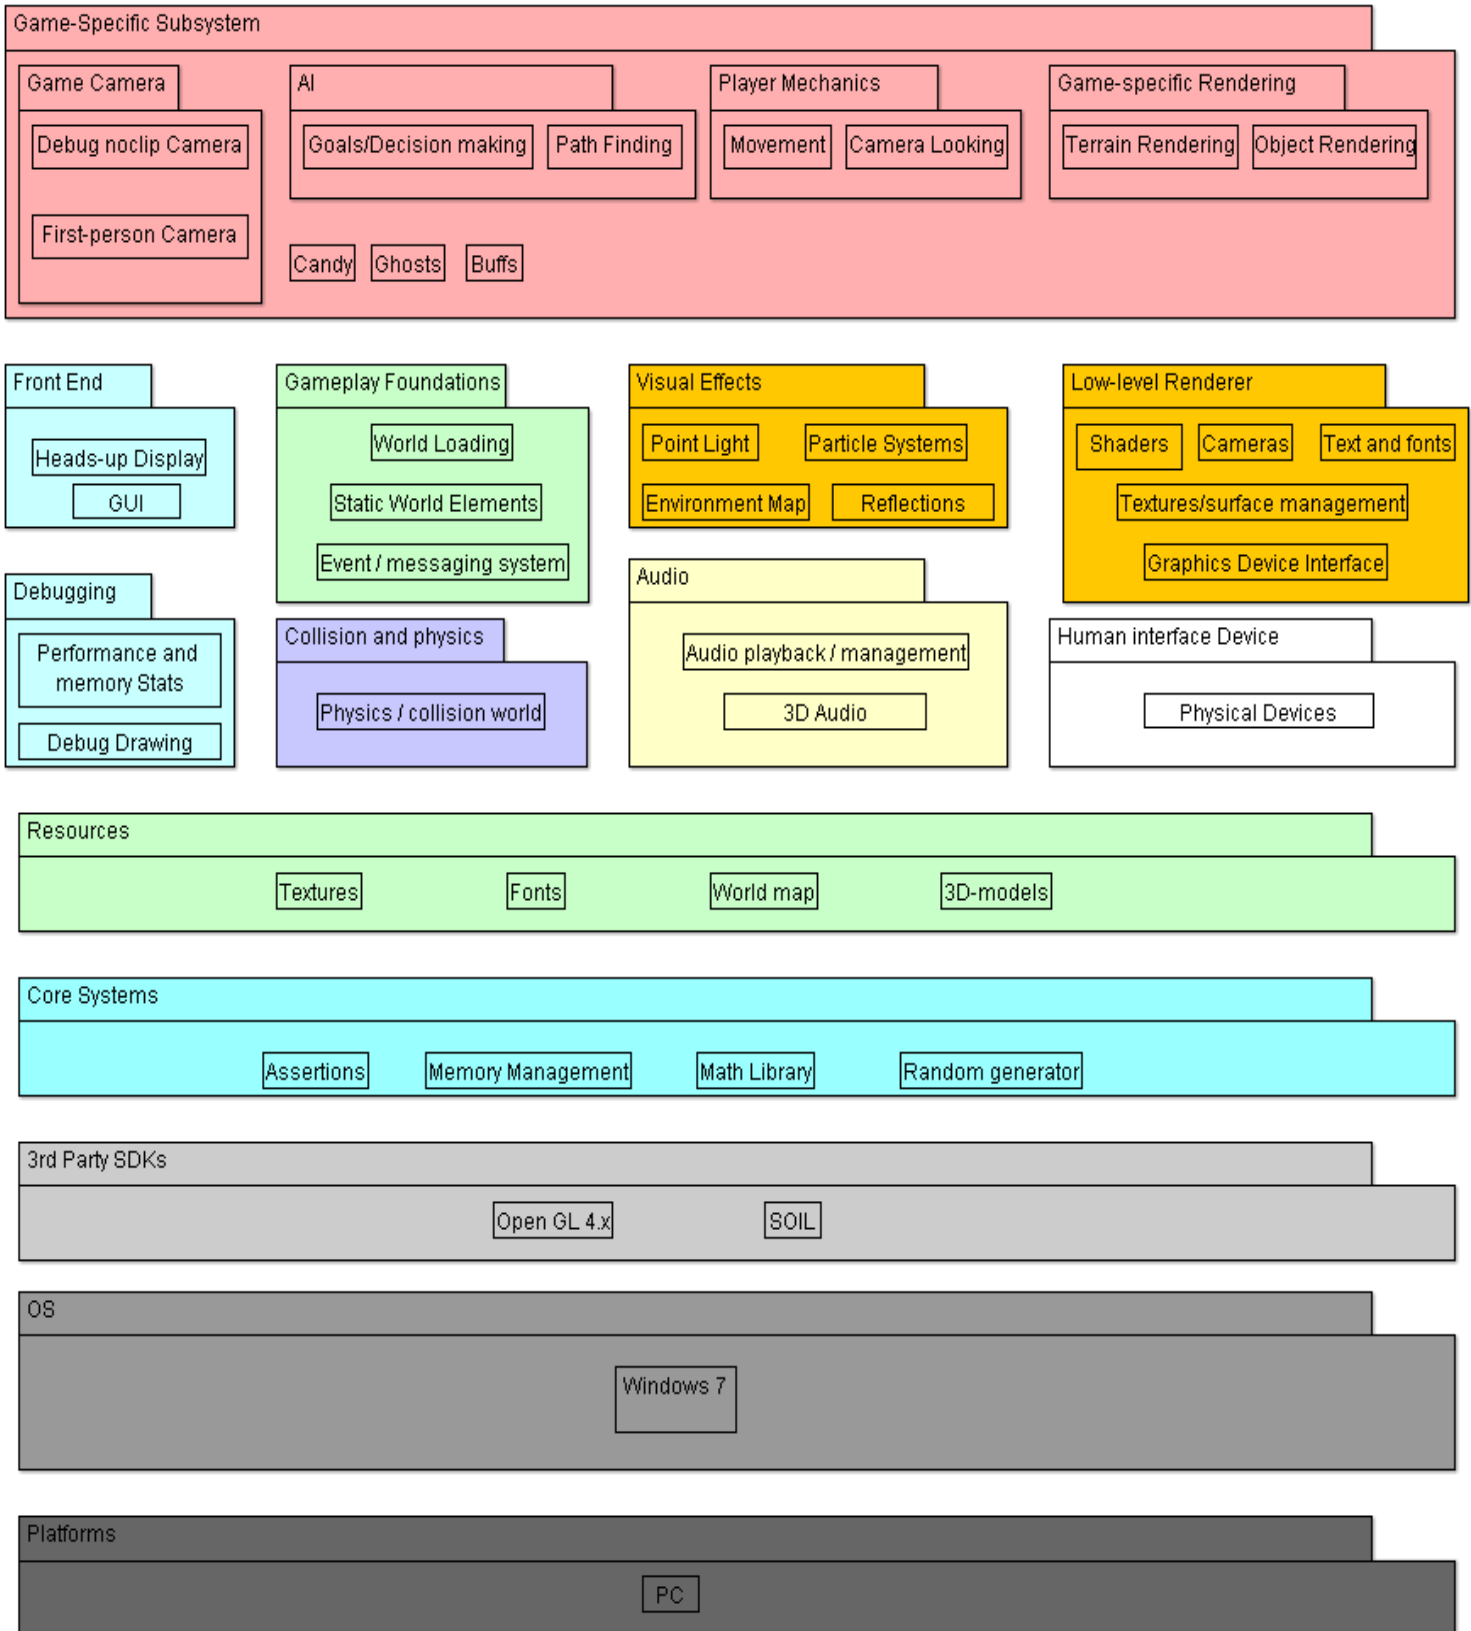 Game-Specific Subsystem
Game Camera
Debug noclip Camera
First-person Camera
AI
Goals/Decision making
Path Finding
Player Mechanics
Movement
Camera Looking
Game-specific Rendering
Terrain Rendering
Object Rendering
Candy
Ghosts
Buffs
Front End
Heads-up Display
GUI
Gameplay Foundations
World Loading
Static World Elements
Event / messaging system
Visual Effects
Point Light
Particle Systems
Environment Map
Reflections
Low-level Renderer
Shaders
Cameras
Text and fonts
Textures/surface management
Graphics Device Interface
Debugging
Performance and
memory Stats
Debug Drawing
Collision and physics
Physics / collision world
Audio
Audio playback / management
3D Audio
Human interface Device
Physical Devices
Resources
Textures
Fonts
World map
3D-models
Core Systems
Assertions
Memory Management
Math Library
Random generator
3rd Party SDKs
Open GL 4.x
SOIL
OS
Windows 7
Platforms
PC